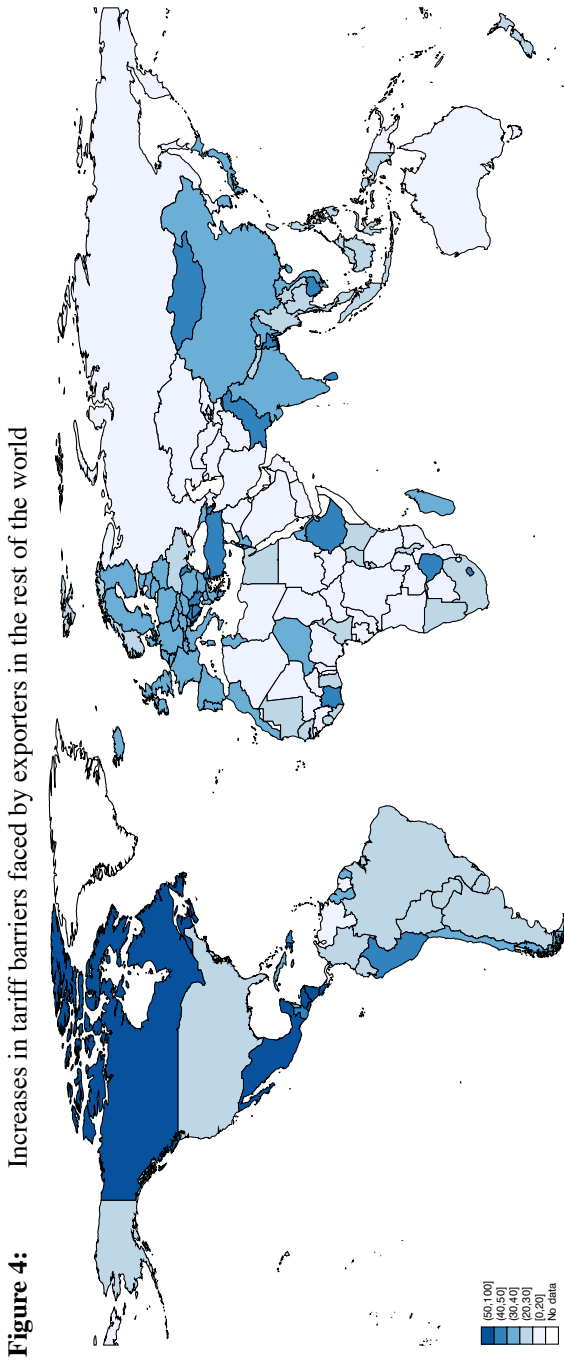 Figure 4: Increases in tariff barriers faced by exporters in the rest of the world
(50,100]
(40,50]
(30,40]
(20,30]
[0,20]
No data